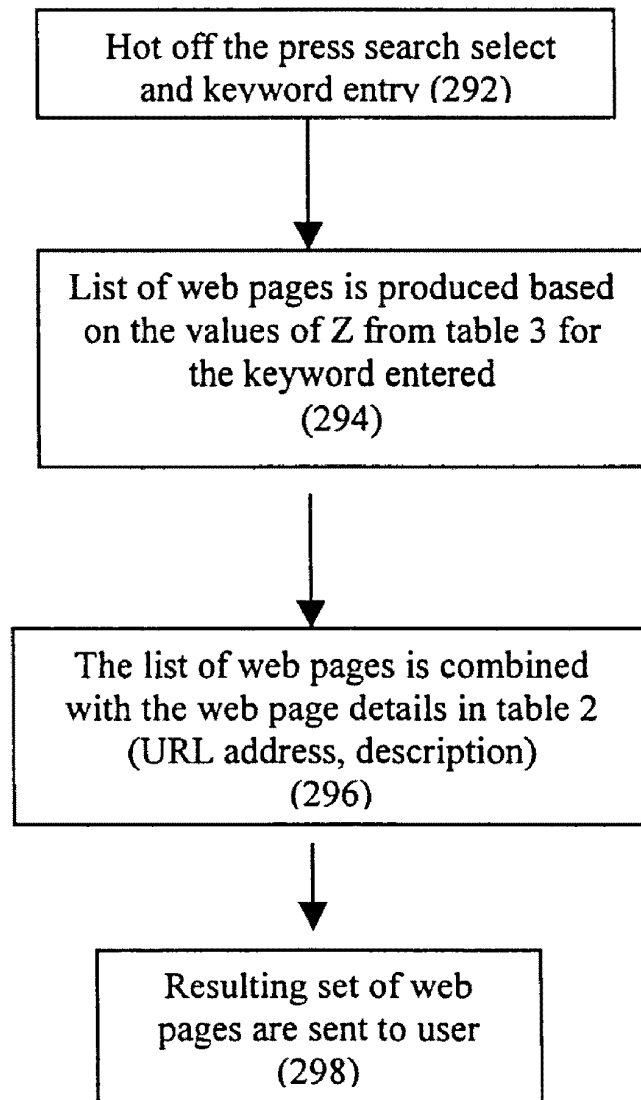 Hot off the press search select
and keyword entry (292)
List of web pages is produced based
on the values of Z from table 3 for
the keyword entered
(294)
The list of web pages is combined
with the web page details in table 2
(URL address, description)
(296)
Resulting set of web
pages are sent to user
(298)